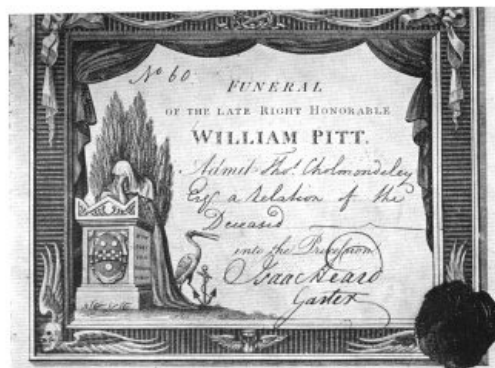 No 60.
FUNERAL
OF THE LATE RIGHT HONORABLE
WILLIAM PITT.
Admit Thos. Cholmondeley
Esq. a Relation of the
Deceased
into the Procession
Isaac Heard
Garter